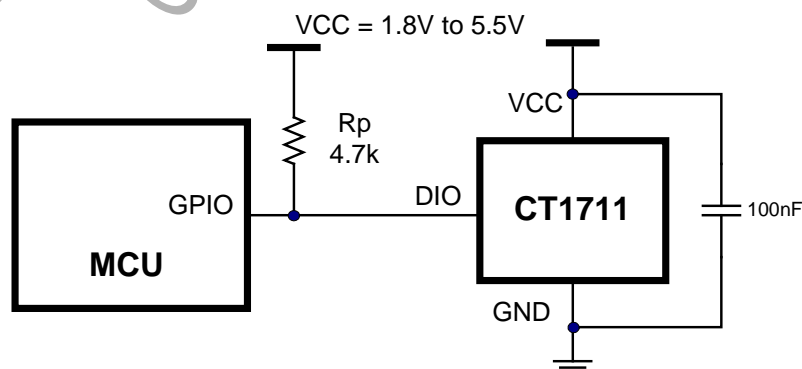 VCC = 1.8V to 5.5V
VCC
Rp
4.7k
GPIO
DIO
CT1711
100nF
MCU
GND